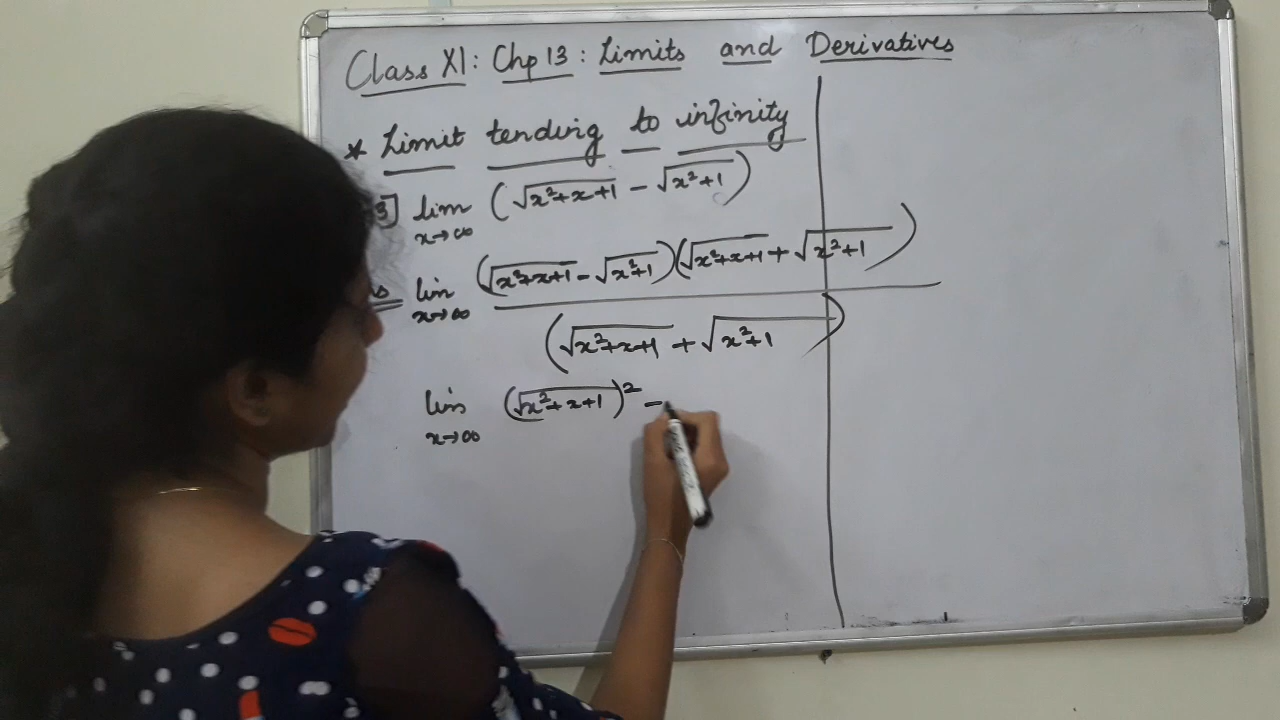 Class XI: Chp 13: Limits and Derivatives
* Limit tending to infinity
3] lim x→∞ (√x²+x+1 − √x²+1)
lim x→∞ (√x²+x+1 − √x²+1)(√x²+x+1 + √x²+1)
(√x²+x+1 + √x²+1)
lim x→∞ (√x²+x+1)² −